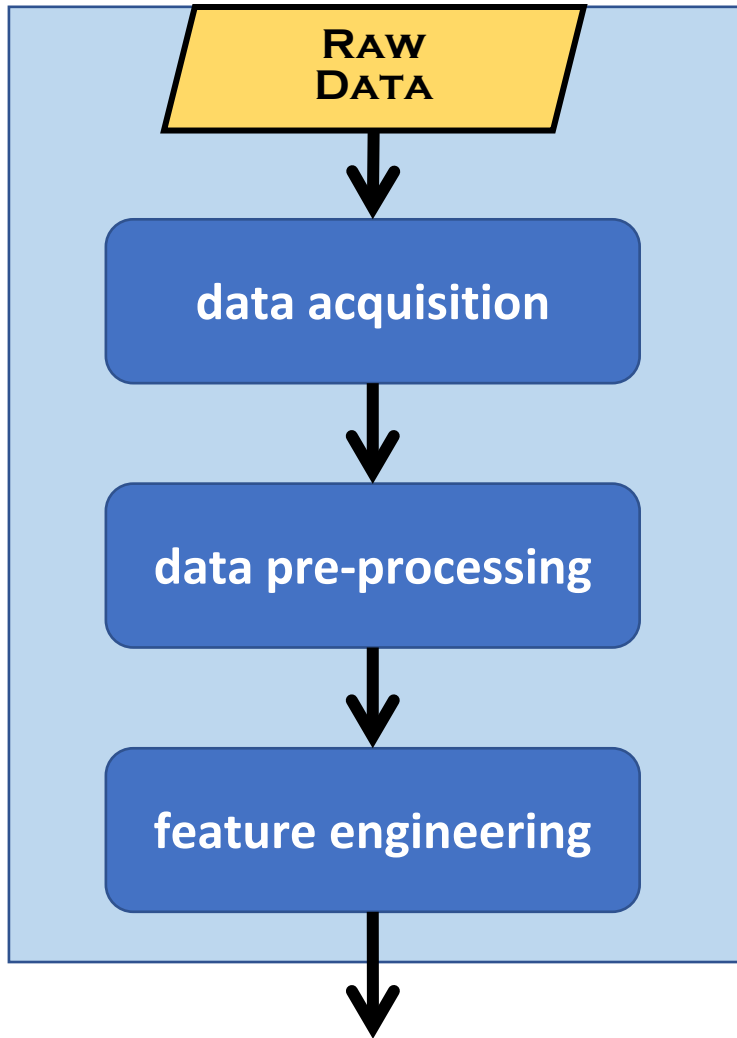 Raw
Data
data acquisition
data pre-processing
feature engineering